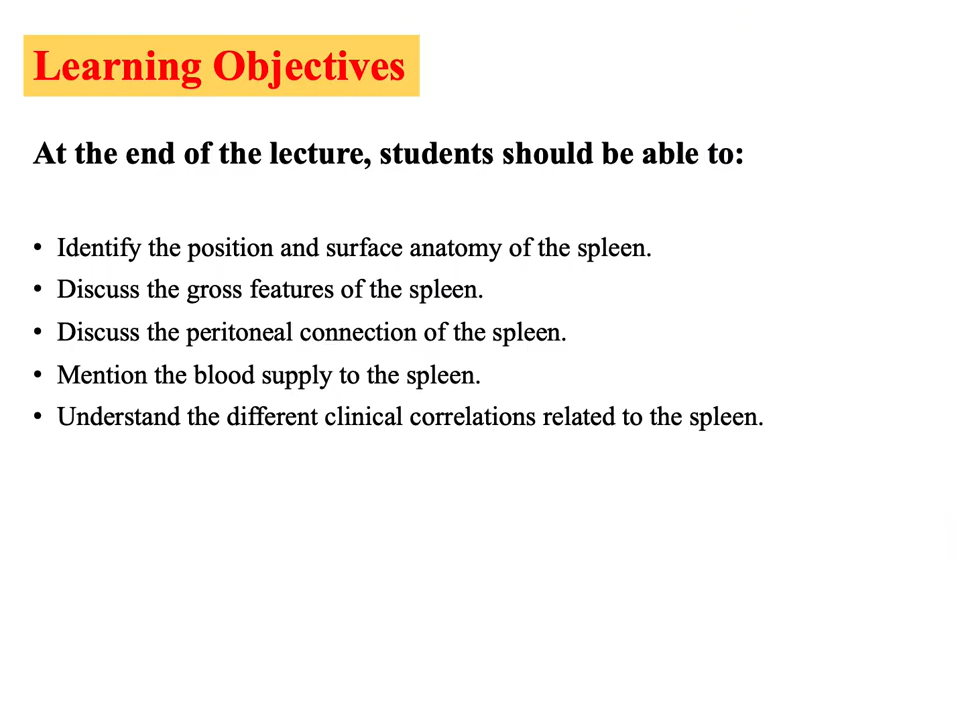 Learning Objectives
At the end of the lecture, students should be able to:
• Identify the position and surface anatomy of the spleen.
• Discuss the gross features of the spleen.
• Discuss the peritoneal connection of the spleen.
• Mention the blood supply to the spleen.
• Understand the different clinical correlations related to the spleen.